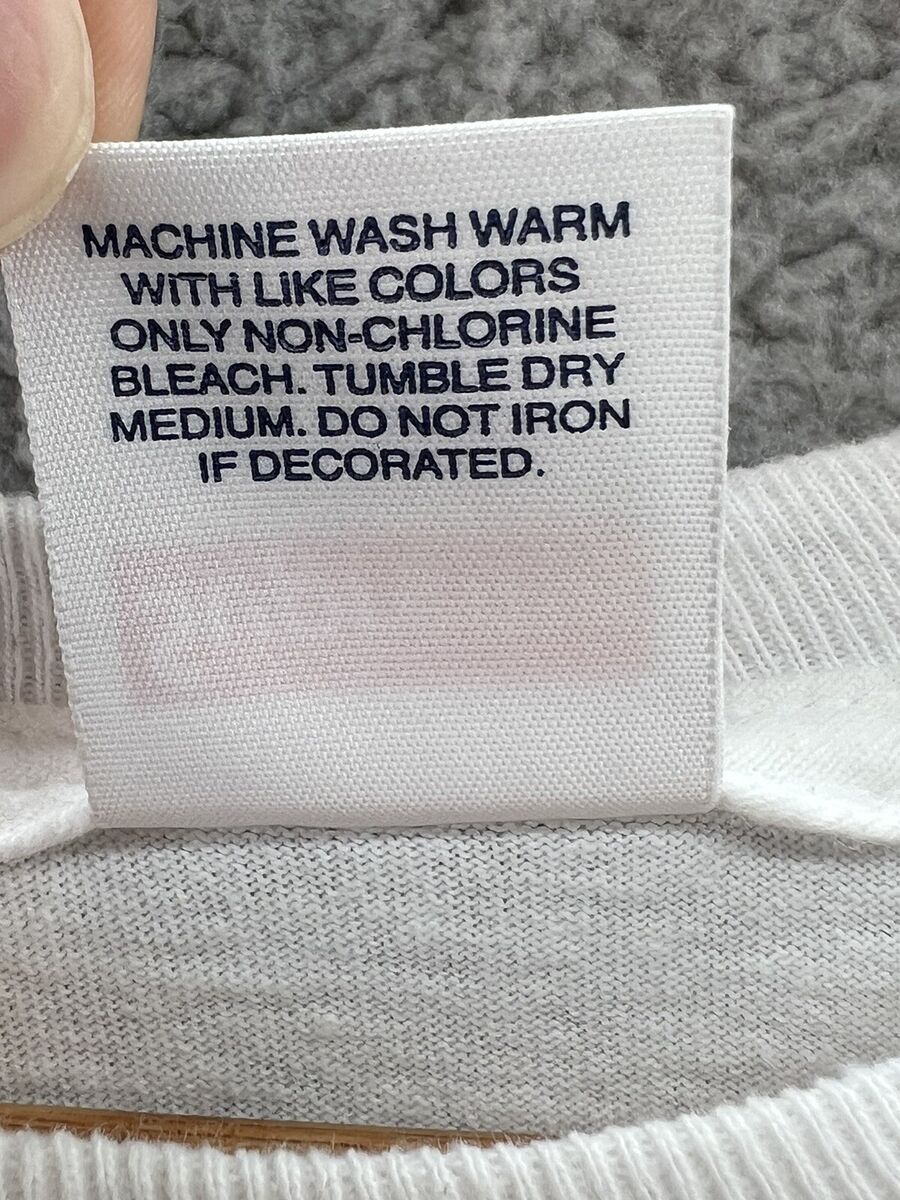 MACHINE WASH WARM
WITH LIKE COLORS
ONLY NON-CHLORINE
BLEACH. TUMBLE DRY
MEDIUM. DO NOT IRON
IF DECORATED.